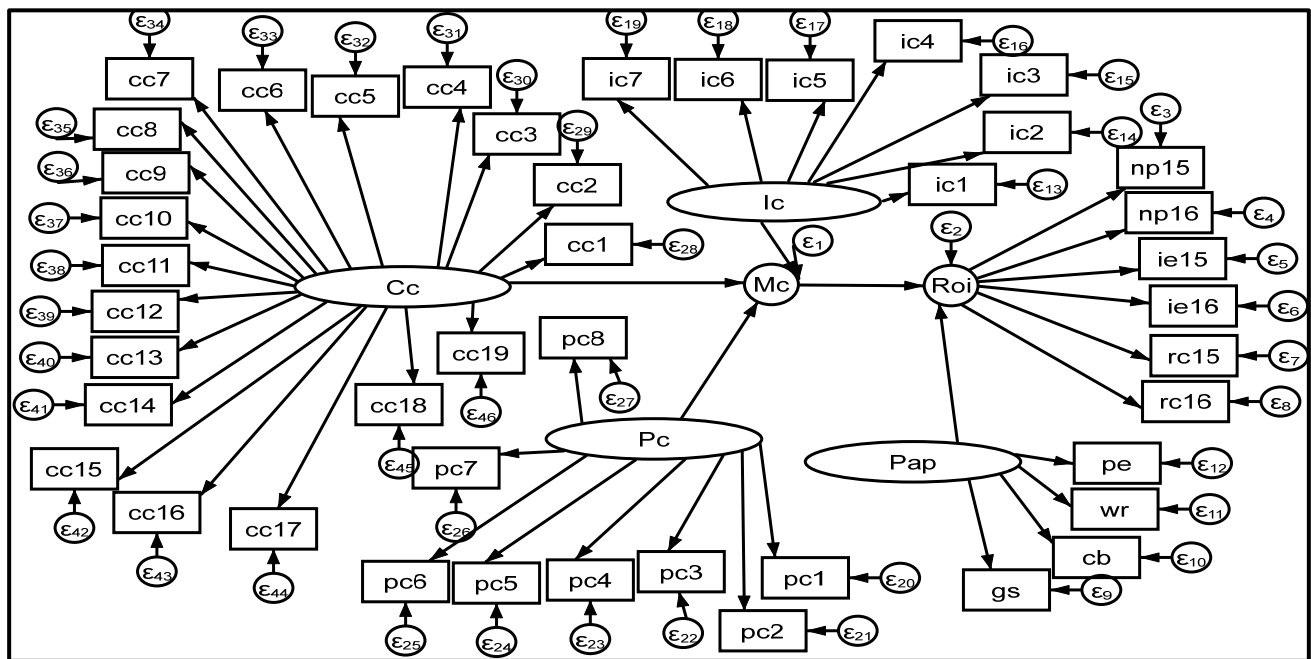 ε34
ε33
ε32
ε31
ε30
ε29
ε28
ε19
ε18
ε17
ε16
ε15
ε14
ε13
ε3
cc7
cc6
cc5
cc4
cc3
cc2
cc1
ic7
ic6
ic5
ic4
ic3
ic2
ic1
np15
np16
ε4
ie15
ε5
ie16
ε6
rc15
ε7
rc16
ε8
ε35
cc8
ε36
cc9
ε37
cc10
ε38
cc11
ε39
cc12
ε40
cc13
ε41
cc14
Cc
Ic
Mc
ε1
ε2
Roi
cc15
ε42
cc16
ε43
cc17
ε44
cc18
ε45
cc19
ε46
pc8
ε27
Pc
pc7
ε26
pc6
ε25
pc5
ε24
pc4
ε23
pc3
ε22
pc2
ε21
pc1
ε20
Pap
pe
ε12
wr
ε11
cb
ε10
gs
ε9